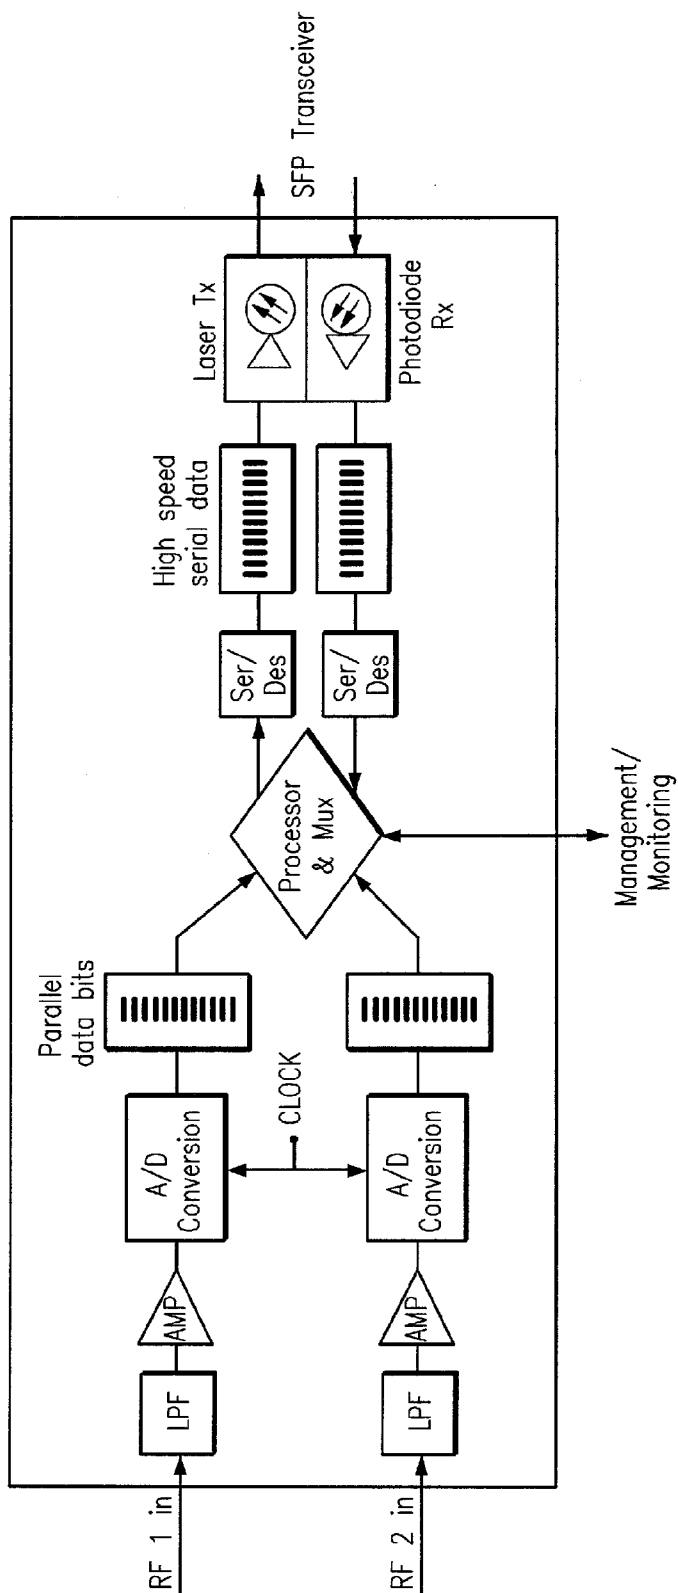 RF 1 in
LPF
AMP
A/D
Conversion
Parallel
data bits
RF 2 in
LPF
AMP
A/D
Conversion
CLOCK
Processor
& Mux
Management/
Monitoring
Ser/
Des
High speed
serial data
Laser Tx
Ser/
Des
Photodiode
Rx
SFP Transceiver